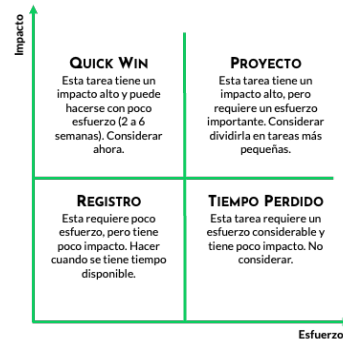 Impacto
QUICK WIN
Esta tarea tiene un
impacto alto y puede
hacerse con poco
esfuerzo (2 a 6
semanas). Considerar
ahora.
PROYECTO
Esta tarea tiene un
impacto alto, pero
requiere un esfuerzo
importante. Considerar
dividirla en tareas más
pequeñas.
REGISTRO
Esta requiere poco
esfuerzo, pero tiene
poco impacto. Hacer
cuando se tiene tiempo
disponible.
TIEMPO PERDIDO
Esta tarea requiere un
esfuerzo considerable y
tiene poco impacto. No
considerar.
Esfuerzo